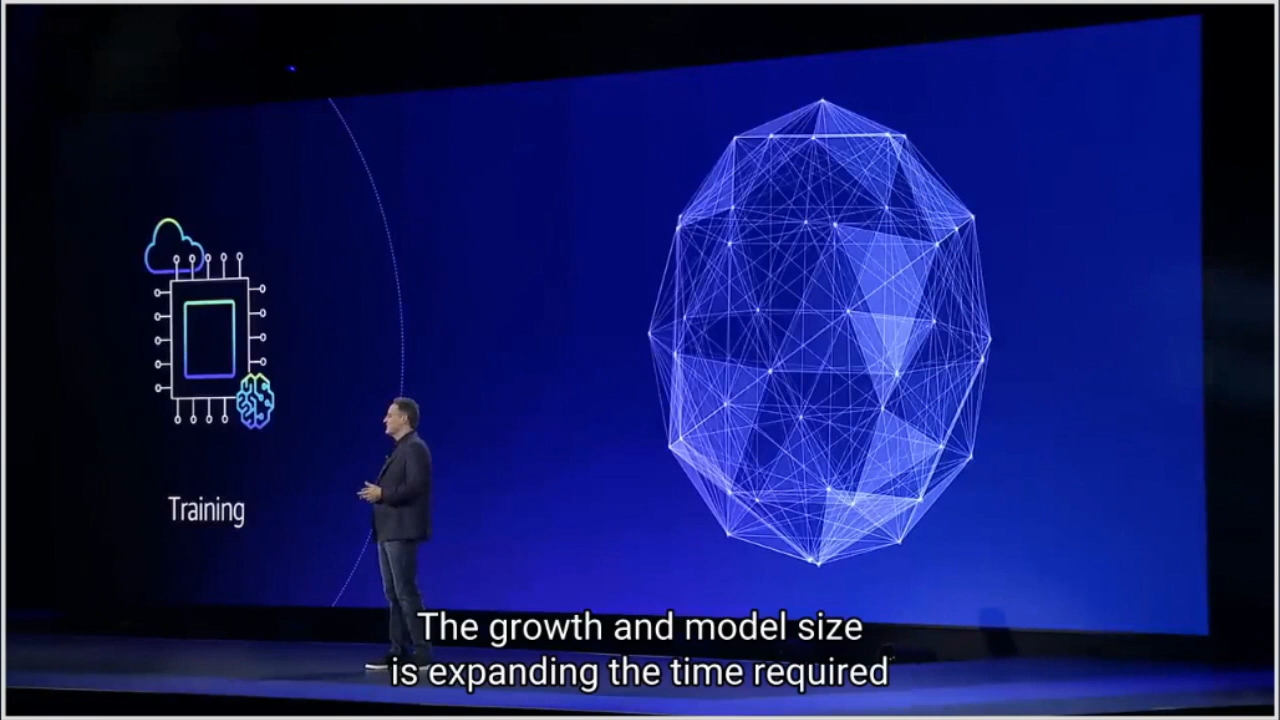 Training
The growth and model size
is expanding the time required